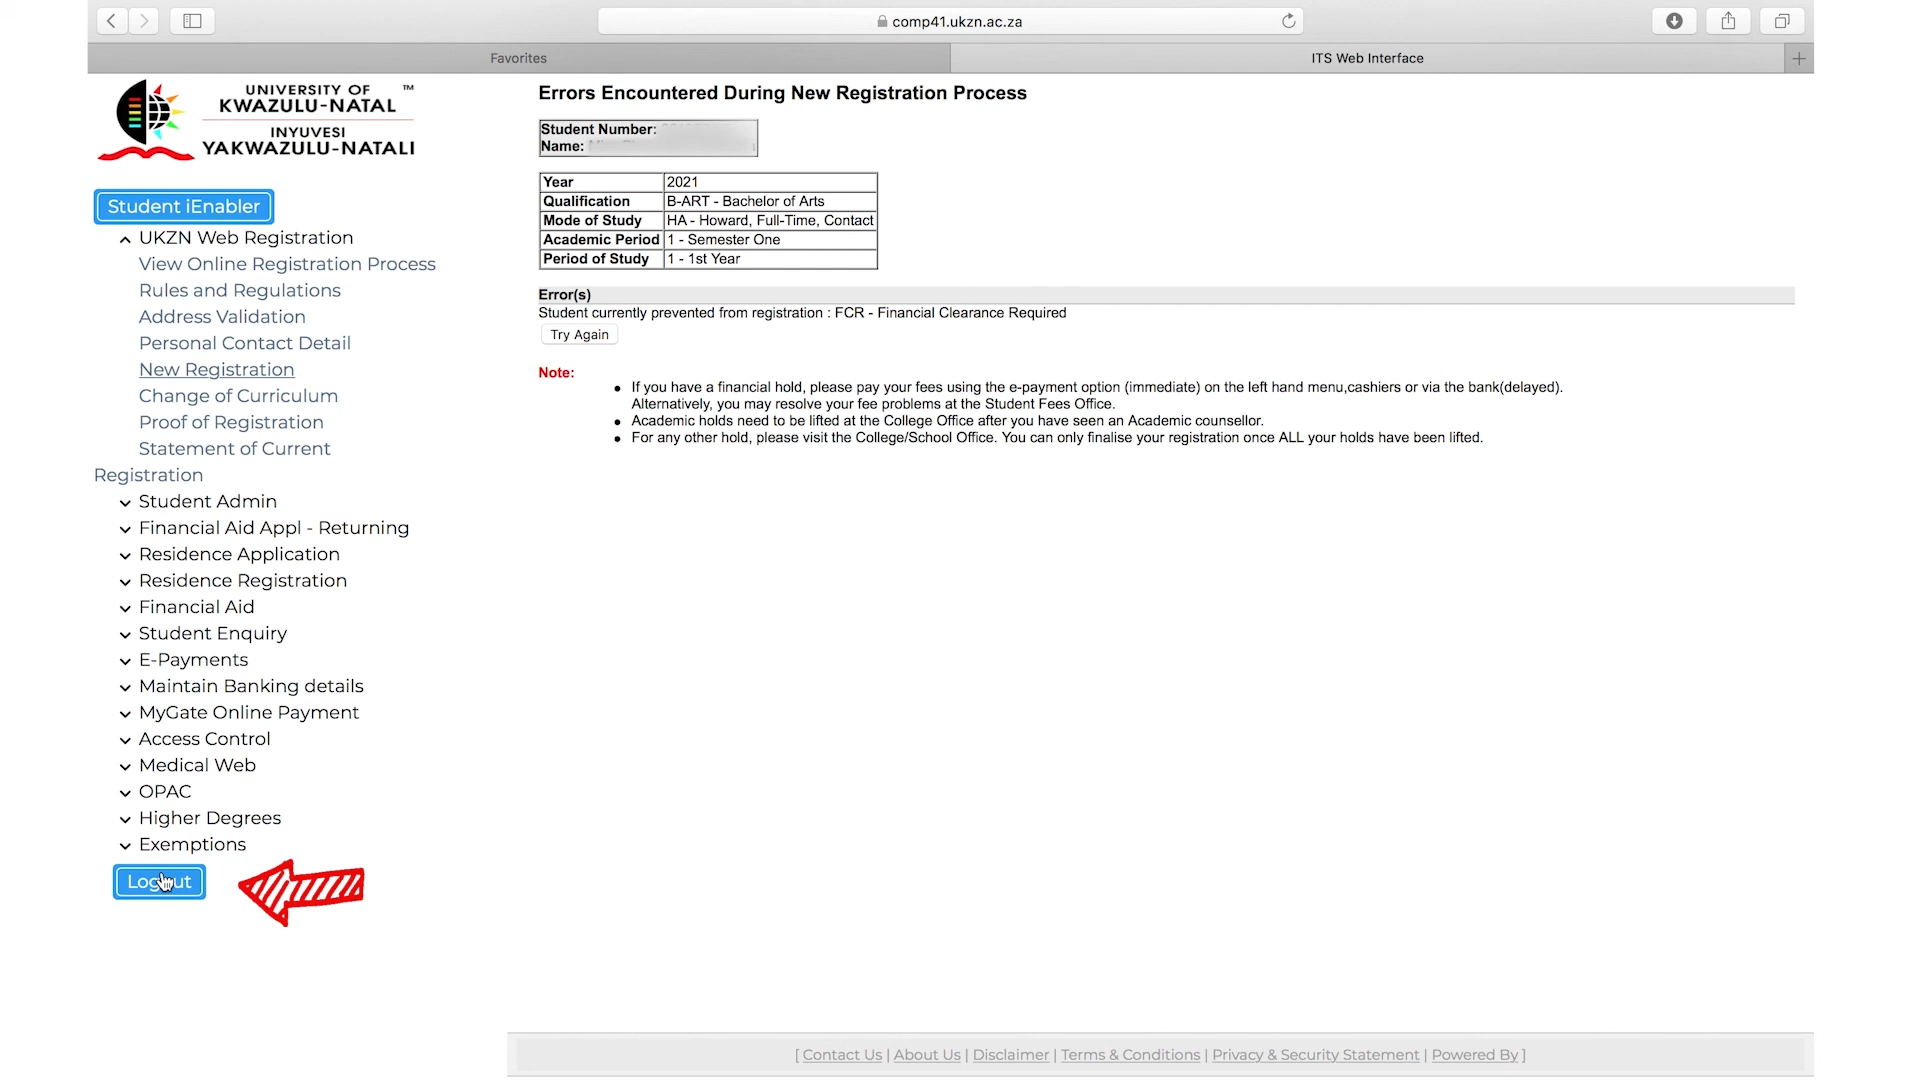 comp41.ukzn.ac.za
Favorites
ITS Web Interface
UNIVERSITY OF ™
KWAZULU-NATAL
INYUVESI
YAKWAZULU-NATALI
Student iEnabler
UKZN Web Registration
View Online Registration Process
Rules and Regulations
Address Validation
Personal Contact Detail
New Registration
Change of Curriculum
Proof of Registration
Statement of Current
Registration
Student Admin
Financial Aid Appl - Returning
Residence Application
Residence Registration
Financial Aid
Student Enquiry
E-Payments
Maintain Banking details
MyGate Online Payment
Access Control
Medical Web
OPAC
Higher Degrees
Exemptions
Logout
Errors Encountered During New Registration Process
Student Number:
Name:
Year 2021
Qualification B-ART - Bachelor of Arts
Mode of Study HA - Howard, Full-Time, Contact
Academic Period 1 - Semester One
Period of Study 1 - 1st Year
Error(s)
Student currently prevented from registration : FCR - Financial Clearance Required
Try Again
Note:
If you have a financial hold, please pay your fees using the e-payment option (immediate) on the left hand menu,cashiers or via the bank(delayed).
Alternatively, you may resolve your fee problems at the Student Fees Office.
Academic holds need to be lifted at the College Office after you have seen an Academic counsellor.
For any other hold, please visit the College/School Office. You can only finalise your registration once ALL your holds have been lifted.
[ Contact Us | About Us | Disclaimer | Terms & Conditions | Privacy & Security Statement | Powered By ]